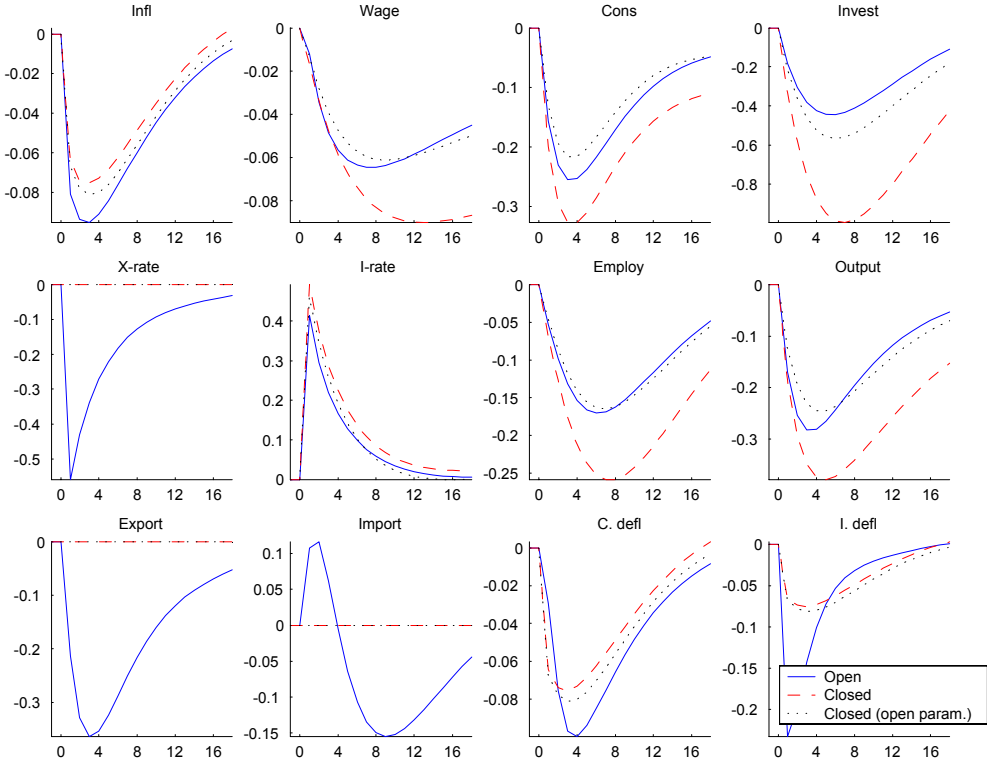 Infl Wage Cons Invest
0 0 0
-0.02 -0.02 -0.1 -0.2
-0.04 -0.04 -0.4
-0.06 -0.06 -0.2 -0.6
-0.08 -0.08 -0.3 -0.8
0 4 8 12 16 0 4 8 12 16 0 4 8 12 16 0 4 8 12 16
X-rate I-rate Employ Output
0 0.4 0
-0.1 0.3 -0.05 -0.1
-0.2 -0.1
-0.3 0.2 -0.15 -0.2
-0.4 0.1 -0.2 -0.3
-0.5 0 -0.25
0 4 8 12 16 0 4 8 12 16 0 4 8 12 16 0 4 8 12 16
Export Import C. defl I. defl
0 0.1 0 0
-0.1 0.05 -0.02 -0.05
0 -0.04 -0.1
-0.2 -0.05 -0.06 -0.15
-0.3 -0.1 -0.08 -0.2
-0.15
0 4 8 12 16 0 4 8 12 16 0 4 8 12 16 0 4 8 12 16
Open
Closed
Closed (open param.)